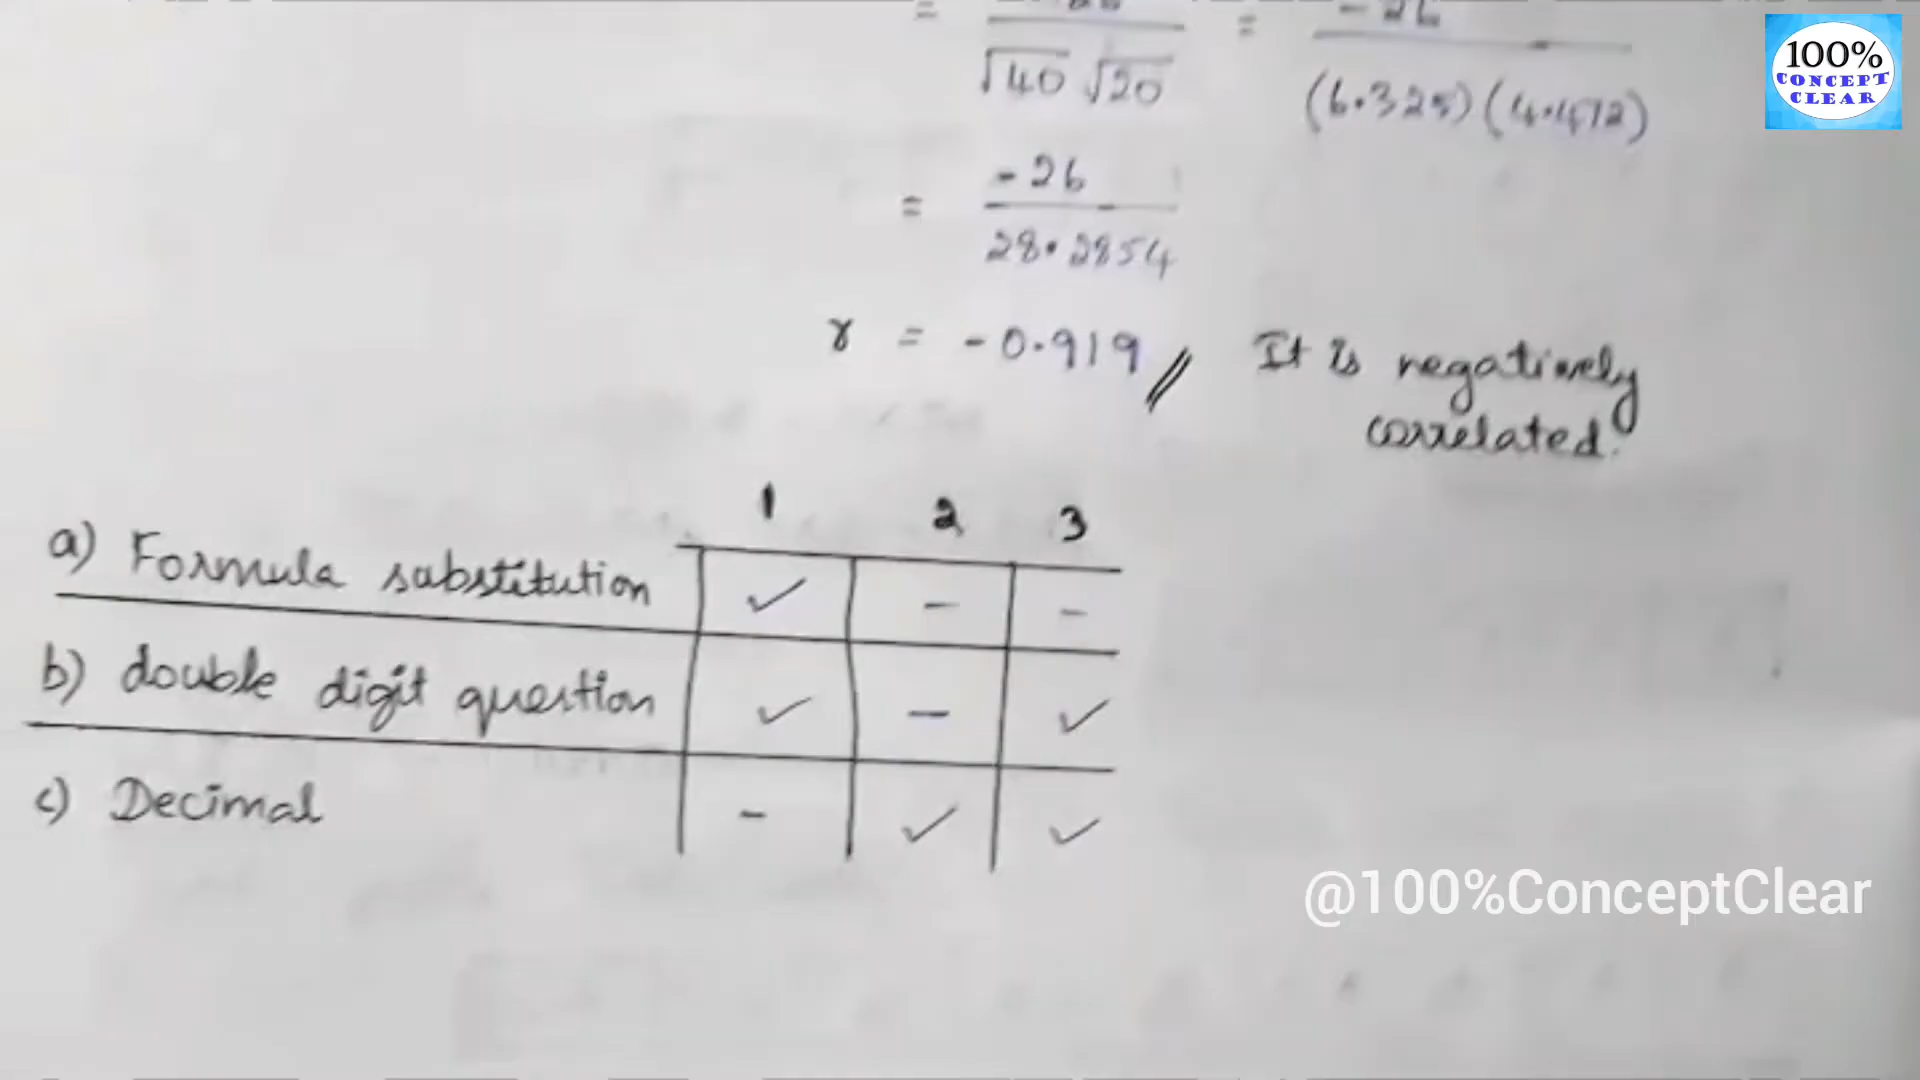 = = -26
√40 √20 (6.325) (4.472)
-26
=
28.2854
r = -0.919 // It is negatively
correlated.
1 2 3
a) Formula substitution ✓ - -
b) double digit question ✓ - ✓
c) Decimal - ✓ ✓
100%
CONCEPT
CLEAR
@100%ConceptClear